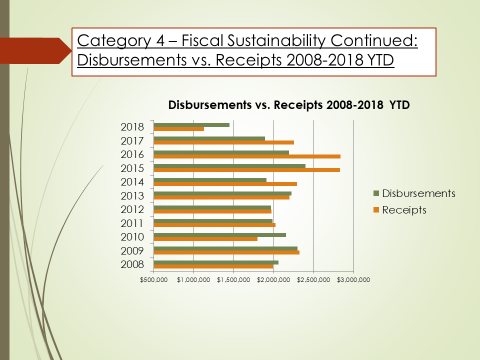 Category 4 – Fiscal Sustainability Continued:
Disbursements vs. Receipts 2008-2018 YTD
Disbursements vs. Receipts 2008-2018 YTD
2018
2017
2016
2015
2014
2013
2012
2011
2010
2009
2008
Disbursements
Receipts
$500,000 $1,000,000 $1,500,000 $2,000,000 $2,500,000 $3,000,000